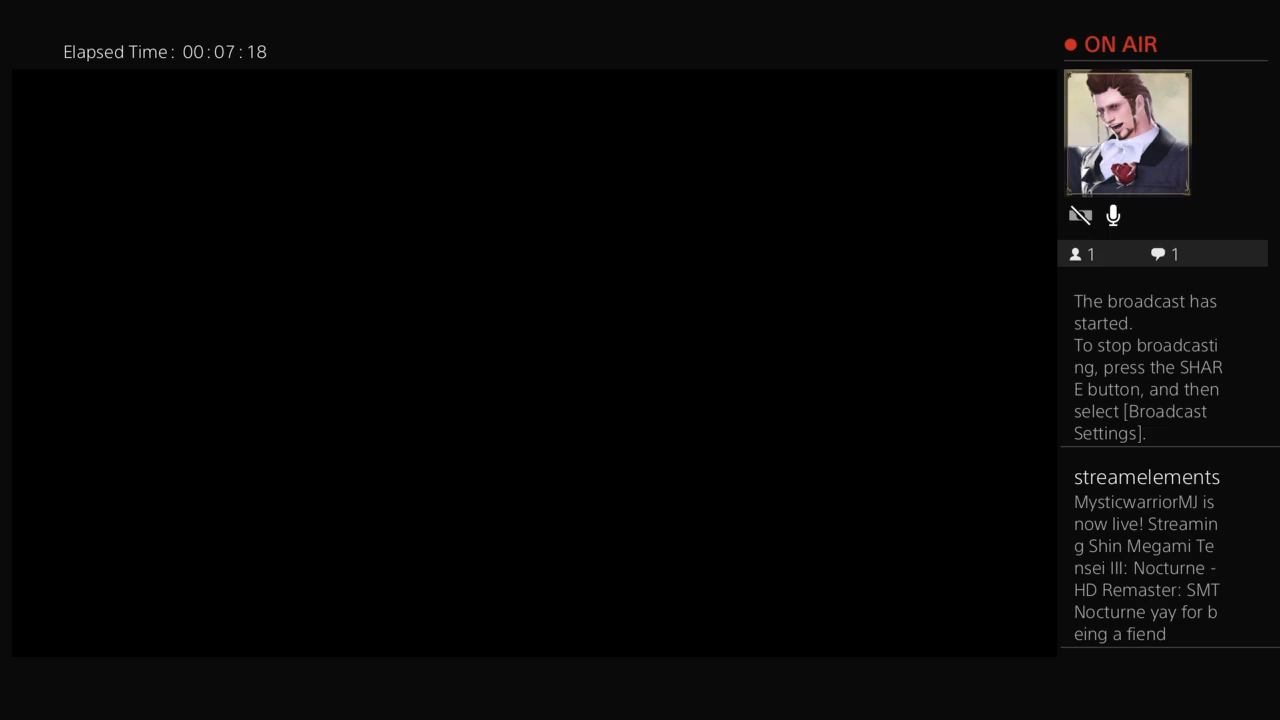 Elapsed Time: 00:07:18
ON AIR
1
1
The broadcast has
started.
To stop broadcasti
ng, press the SHAR
E button, and then
select [Broadcast
Settings].
streamelements
MysticwarriorMJ is
now live! Streamin
g Shin Megami Te
nsei III: Nocturne -
HD Remaster: SMT
Nocturne yay for b
eing a fiend